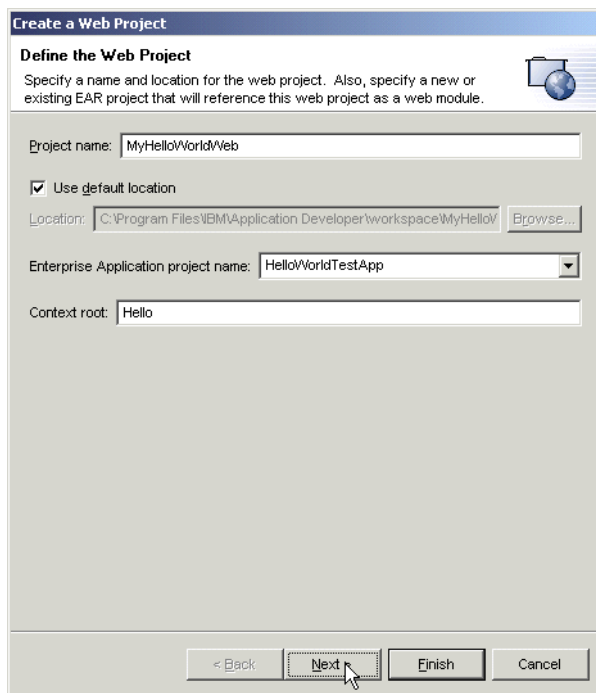 Create a Web Project
Define the Web Project
Specify a name and location for the web project. Also, specify a new or
existing EAR project that will reference this web project as a web module.
Project name: MyHelloWorldWeb
Use default location
Location: C:\Program Files\IBM\Application Developer\workspace\MyHelloW Browse...
Enterprise Application project name: HelloWorldTestApp
Context root: Hello
< Back Next > Finish Cancel